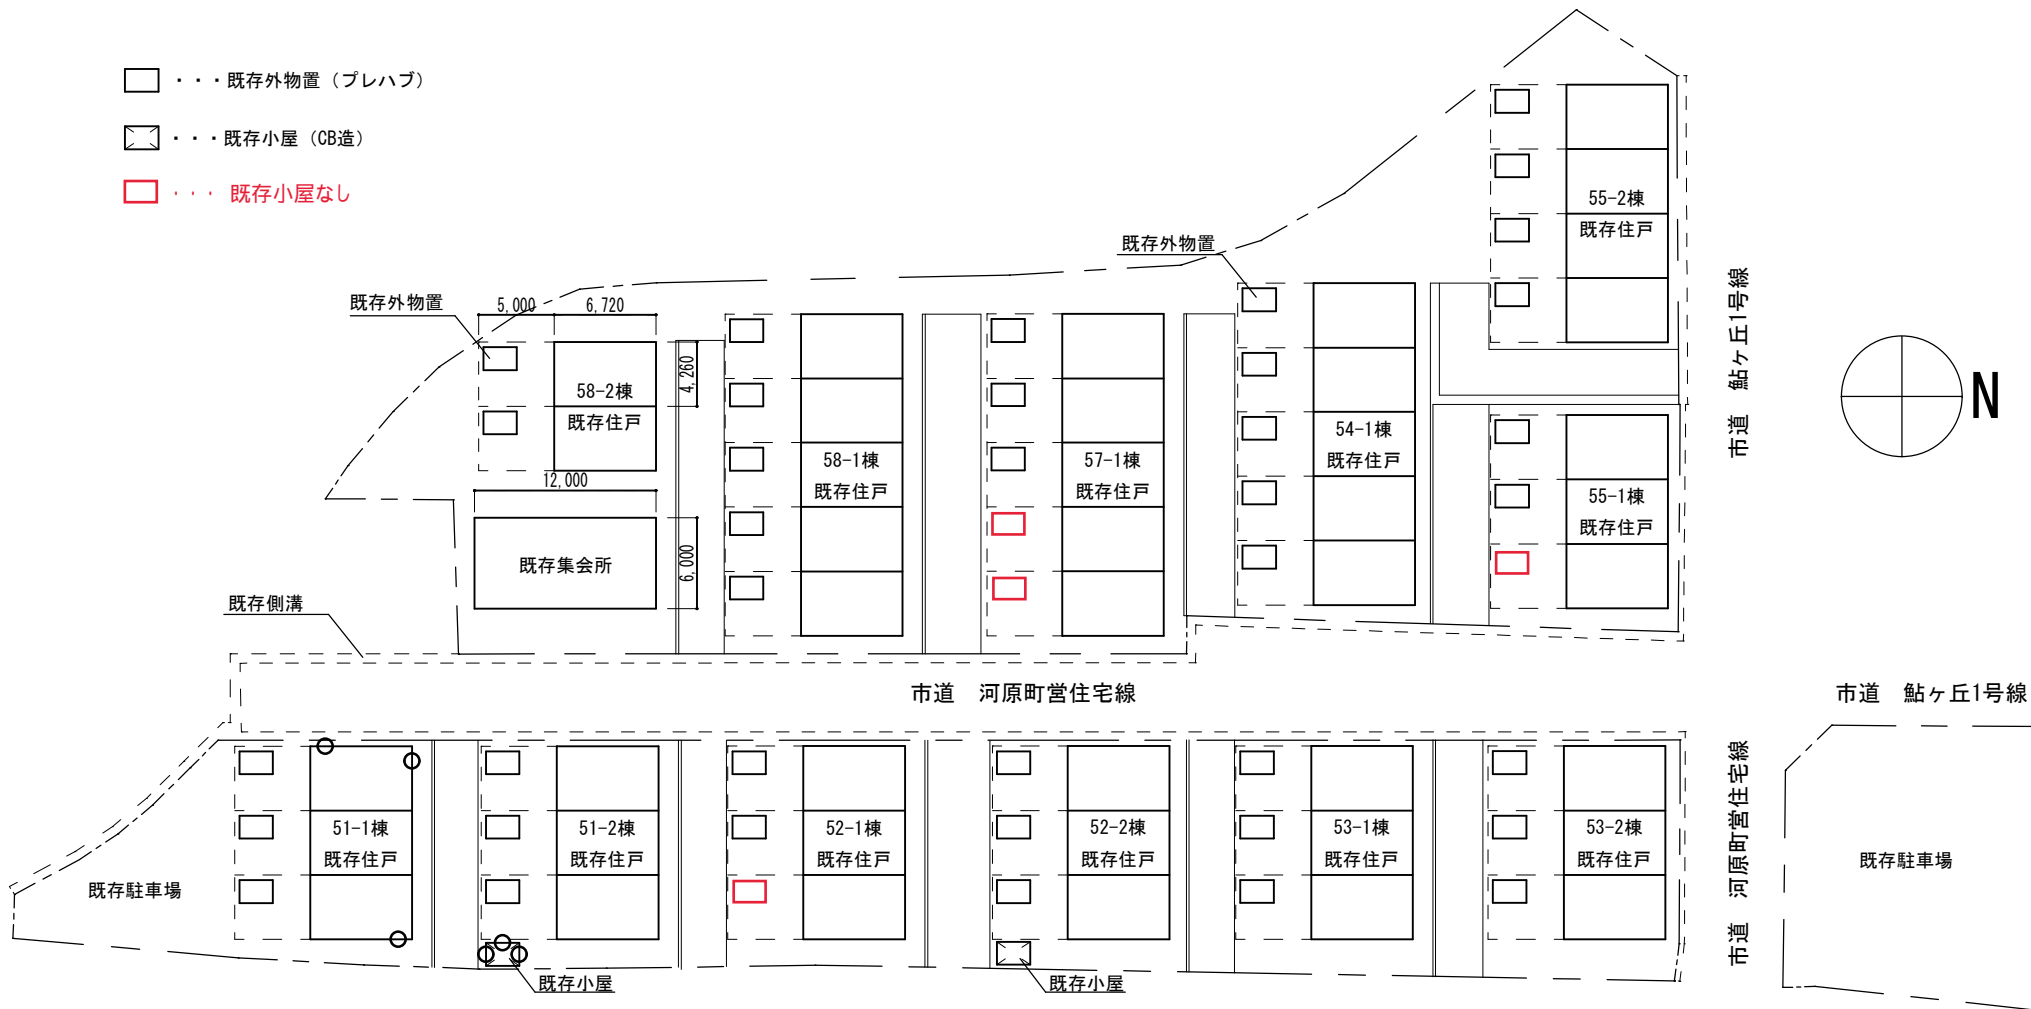 ・・・既存外物置（プレハブ）
・・・既存小屋（CB造）
・・・ 既存小屋なし
既存外物置
5,000
6,720
4,260
58-2棟
既存住戸
12,000
既存集会所
6,000
既存側溝
58-1棟
既存住戸
57-1棟
既存住戸
既存外物置
54-1棟
既存住戸
55-2棟
既存住戸
55-1棟
既存住戸
市道　鮎ヶ丘1号線
N
市道　河原町営住宅線
市道　鮎ヶ丘1号線
既存駐車場
51-1棟
既存住戸
51-2棟
既存住戸
既存小屋
52-1棟
既存住戸
52-2棟
既存住戸
既存小屋
53-1棟
既存住戸
53-2棟
既存住戸
市道　河原町営住宅線
既存駐車場